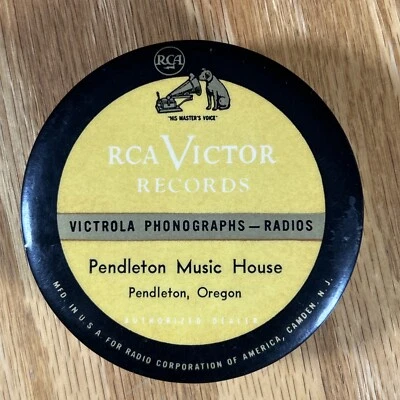 RCA
"HIS MASTER'S VOICE"
RCA VICTOR
RECORDS
VICTROLA PHONOGRAPHS — RADIOS
Pendleton Music House
Pendleton, Oregon
AUTHORIZED DEALER
MFD. IN U.S.A. FOR RADIO CORPORATION OF AMERICA, CAMDEN, N. J.